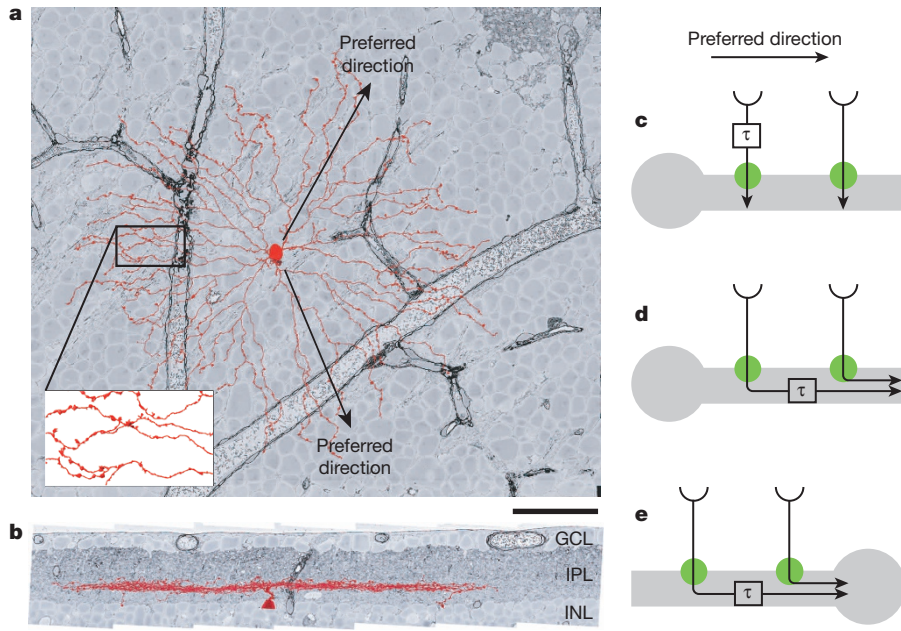 a
Preferred
direction
Preferred
direction
b
GCL
IPL
INL
Preferred direction
c
τ
d
τ
e
τ